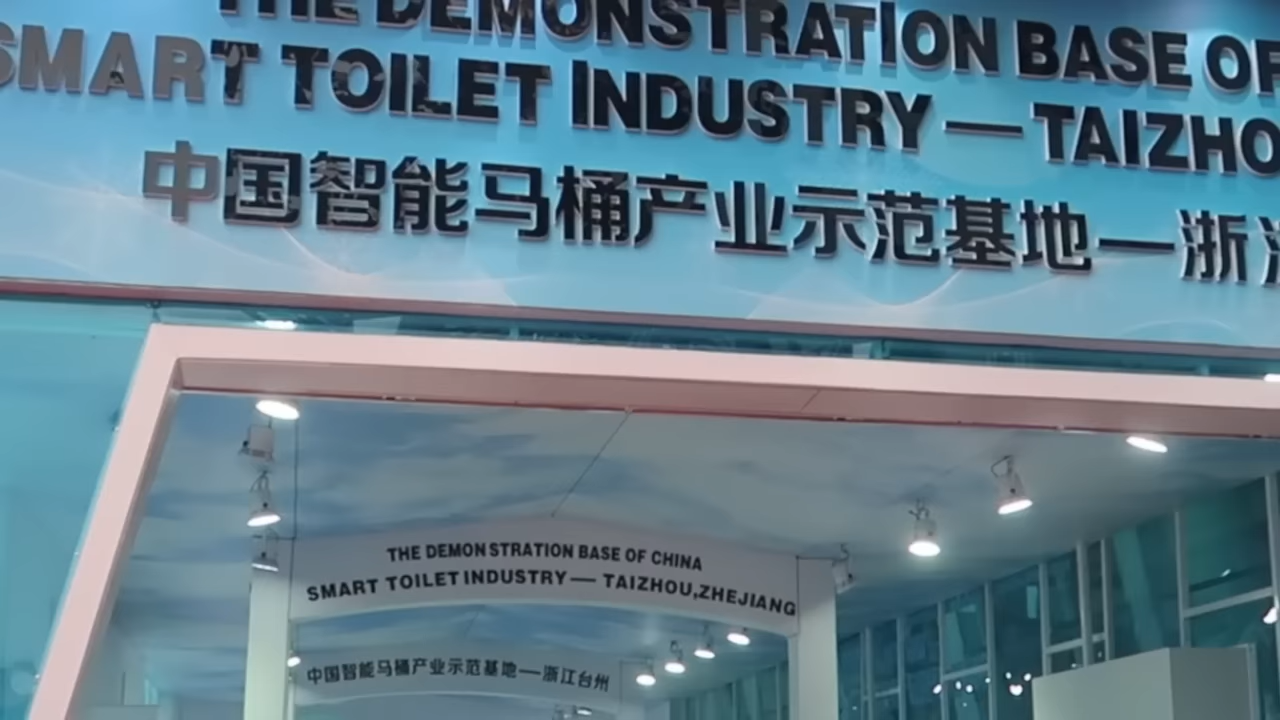 THE DEMONSTRATION BASE OF
SMART TOILET INDUSTRY — TAIZHO
中国智能马桶产业示范基地—浙
THE DEMONSTRATION BASE OF CHINA
SMART TOILET INDUSTRY — TAIZHOU,ZHEJIANG
中国智能马桶产业示范基地—浙江台州